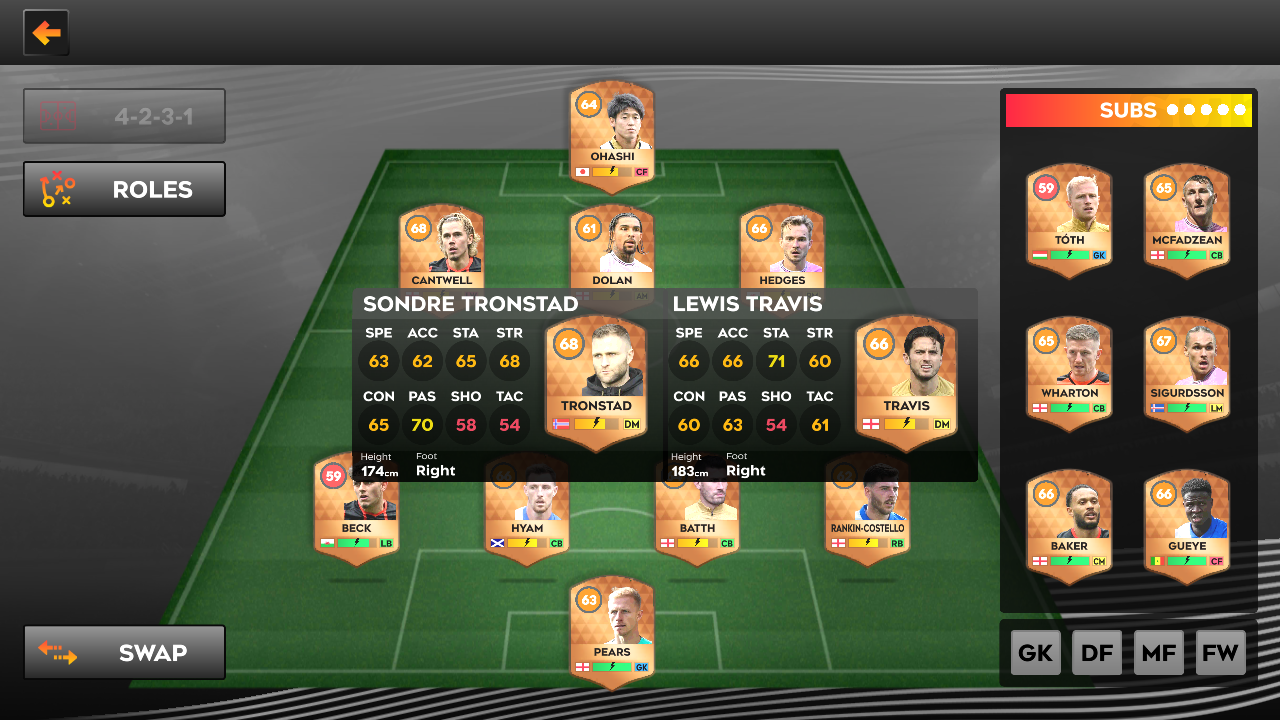 4-2-3-1
ROLES
SUBS
64
OHASHI
CF
68
CANTWELL
61
DOLAN
AM
66
HEDGES
SONDRE TRONSTAD
SPE ACC STA STR
63 62 65 68
CON PAS SHO TAC
65 70 58 54
Height Foot
174cm Right
68
TRONSTAD
DM
LEWIS TRAVIS
SPE ACC STA STR
66 66 71 60
CON PAS SHO TAC
60 63 54 61
Height Foot
183cm Right
66
TRAVIS
DM
59
BECK
LB
HYAM
CB
BATTH
CB
RANKIN-COSTELLO
RB
63
PEARS
GK
59
TÓTH
GK
65
MCFADZEAN
CB
65
WHARTON
CB
67
SIGURDSSON
LM
66
BAKER
CM
66
GUEYE
CF
SWAP
GK DF MF FW